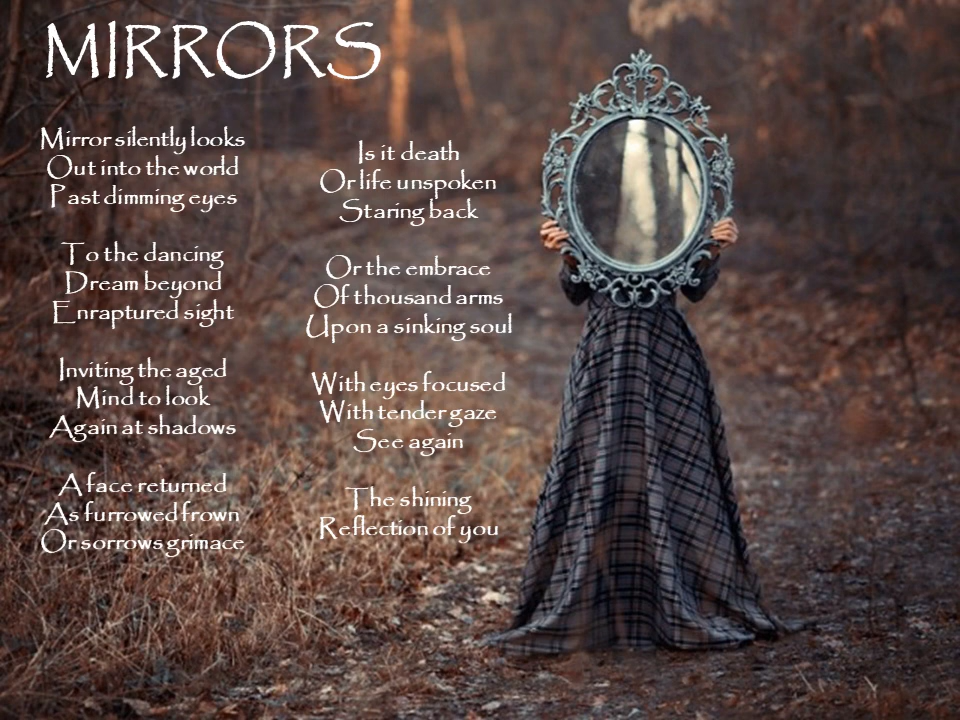 MIRRORS
Mirror silently looks
Out into the world
Past dimming eyes
To the dancing
Dream beyond
Enraptured sight
Inviting the aged
Mind to look
Again at shadows
A face returned
As furrowed frown
Or sorrows grimace
Is it death
Or life unspoken
Staring back
Or the embrace
Of thousand arms
Upon a sinking soul
With eyes focused
With tender gaze
See again
The shining
Reflection of you